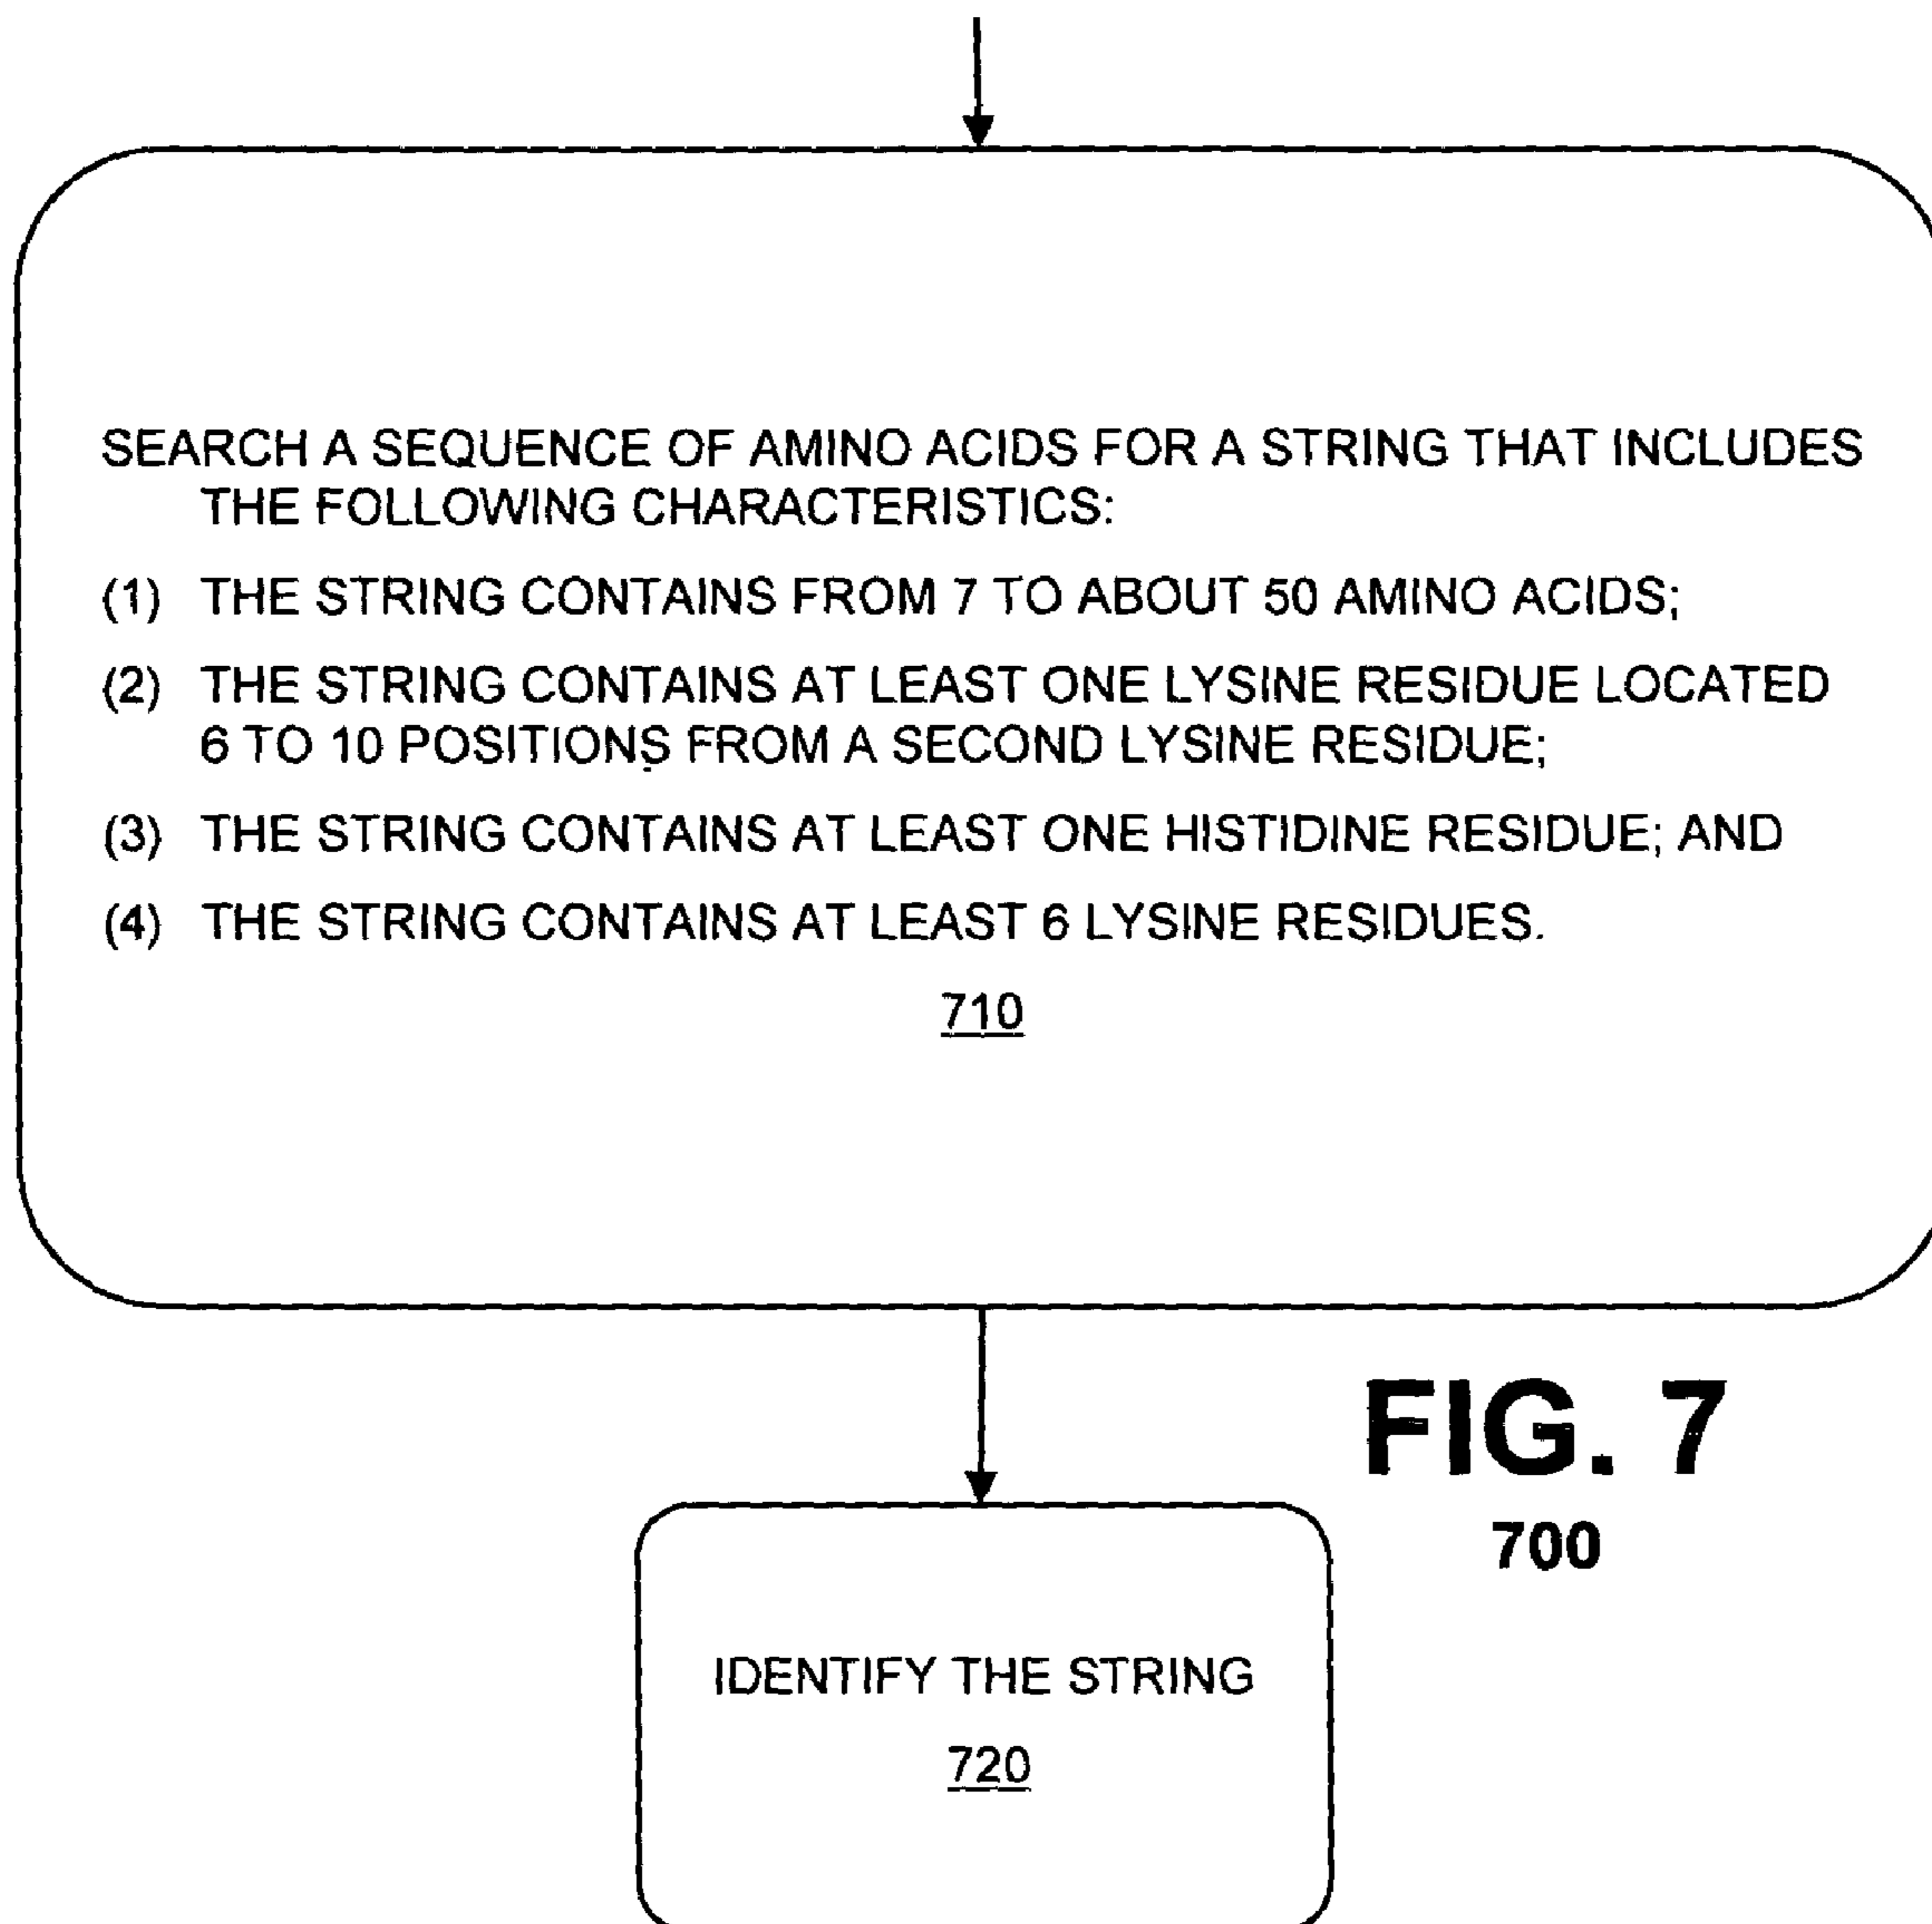 SEARCH A SEQUENCE OF AMINO ACIDS FOR A STRING THAT INCLUDES
THE FOLLOWING CHARACTERISTICS:
(1) THE STRING CONTAINS FROM 7 TO ABOUT 50 AMINO ACIDS;
(2) THE STRING CONTAINS AT LEAST ONE LYSINE RESIDUE LOCATED
6 TO 10 POSITIONS FROM A SECOND LYSINE RESIDUE;
(3) THE STRING CONTAINS AT LEAST ONE HISTIDINE RESIDUE; AND
(4) THE STRING CONTAINS AT LEAST 6 LYSINE RESIDUES.
710
FIG. 7
700
IDENTIFY THE STRING
720